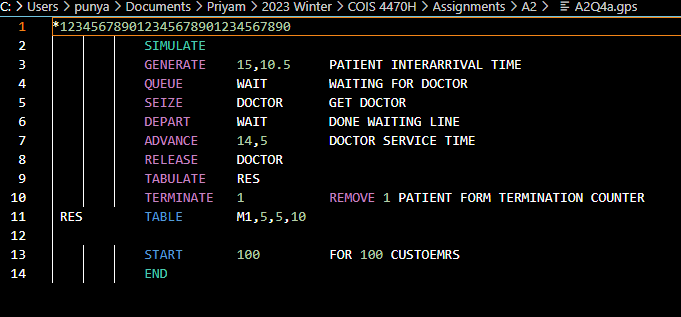 C: > Users > punya > Documents > Priyam > 2023 Winter > COIS 4470H > Assignments > A2 > A2Q4a.gps
1 *123456789012345678901234567890
2 SIMULATE
3 GENERATE 15,10.5 PATIENT INTERARRIVAL TIME
4 QUEUE WAIT WAITING FOR DOCTOR
5 SEIZE DOCTOR GET DOCTOR
6 DEPART WAIT DONE WAITING LINE
7 ADVANCE 14,5 DOCTOR SERVICE TIME
8 RELEASE DOCTOR
9 TABULATE RES
10 TERMINATE 1 REMOVE 1 PATIENT FORM TERMINATION COUNTER
11 RES TABLE M1,5,5,10
12
13 START 100 FOR 100 CUSTOEMRS
14 END